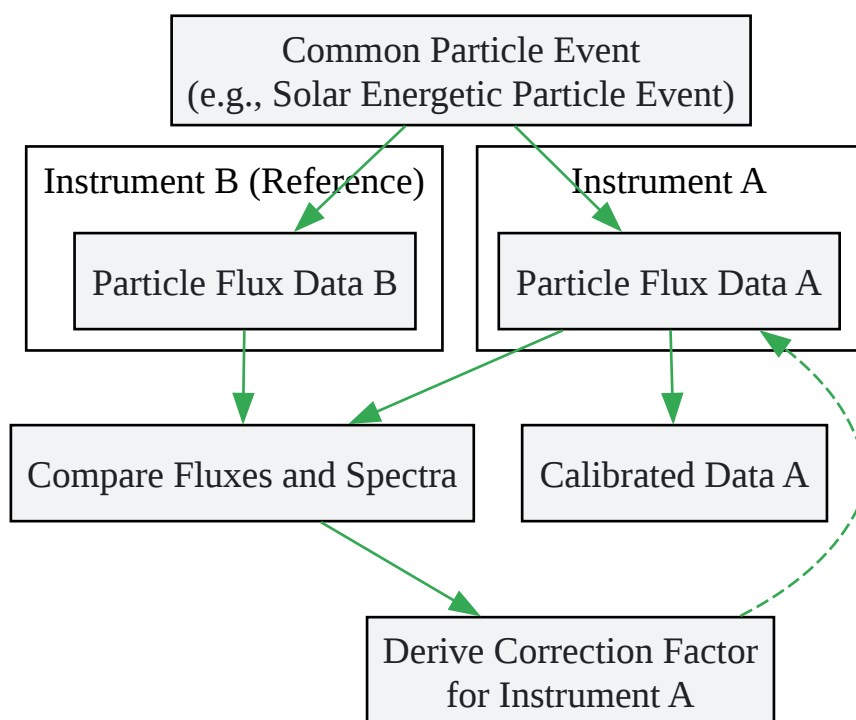 Common Particle Event
(e.g., Solar Energetic Particle Event)
Instrument B (Reference)
Instrument A
Particle Flux Data B
Particle Flux Data A
Compare Fluxes and Spectra
Calibrated Data A
Derive Correction Factor
for Instrument A